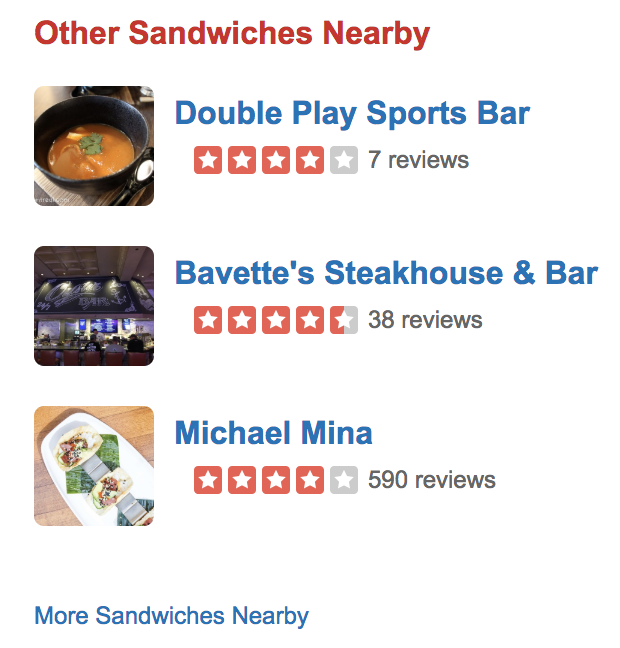 Other Sandwiches Nearby
Double Play Sports Bar
7 reviews
Bavette's Steakhouse & Bar
38 reviews
Michael Mina
590 reviews
More Sandwiches Nearby